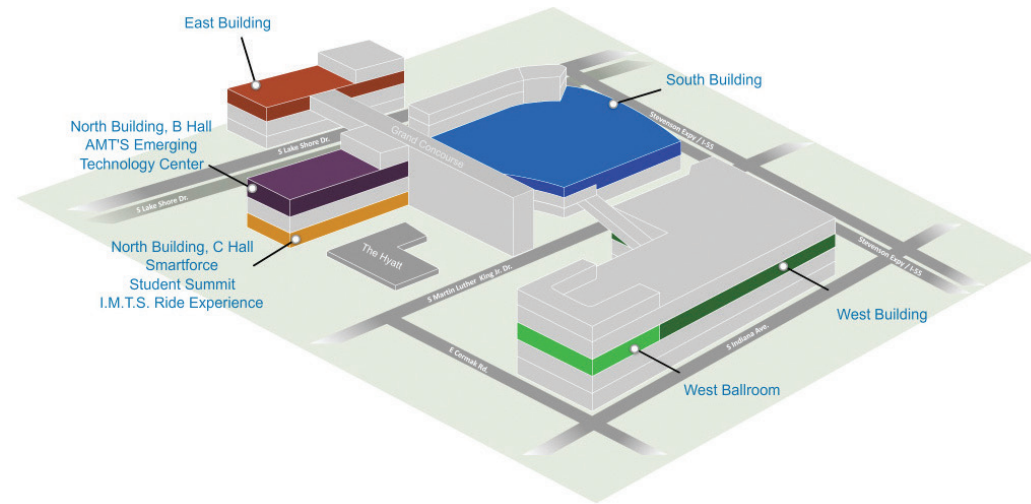 East Building
South Building
North Building, B Hall
AMT'S Emerging
Technology Center
S Lake Shore Dr.
Grand Concourse
Stevenson Expy / I-55
S Lake Shore Dr.
North Building, C Hall
Smartforce
Student Summit
I.M.T.S. Ride Experience
The Hyatt
S Martin Luther King Jr. Dr.
Stevenson Expy / I-55
West Building
E Cermak Rd.
S Indiana Ave.
West Ballroom